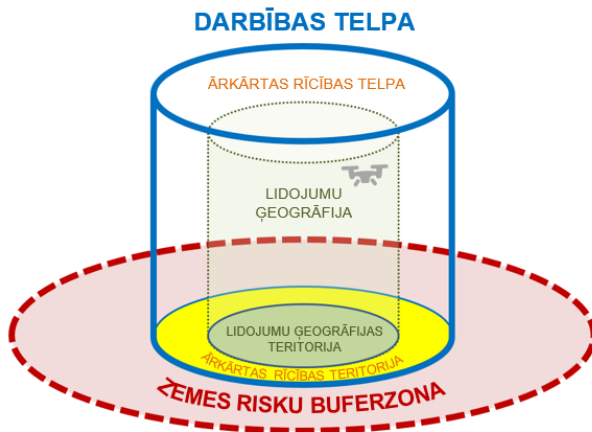 DARBĪBAS TELPA
ĀRKĀRTAS RĪCĪBAS TELPA
LIDOJUMU
ĢEOGRĀFIJA
LIDOJUMU ĢEOGRĀFIJAS
TERITORIJA
ĀRKĀRTAS RĪCĪBAS TERITORIJA
ZEMES RISKU BUFERZONA